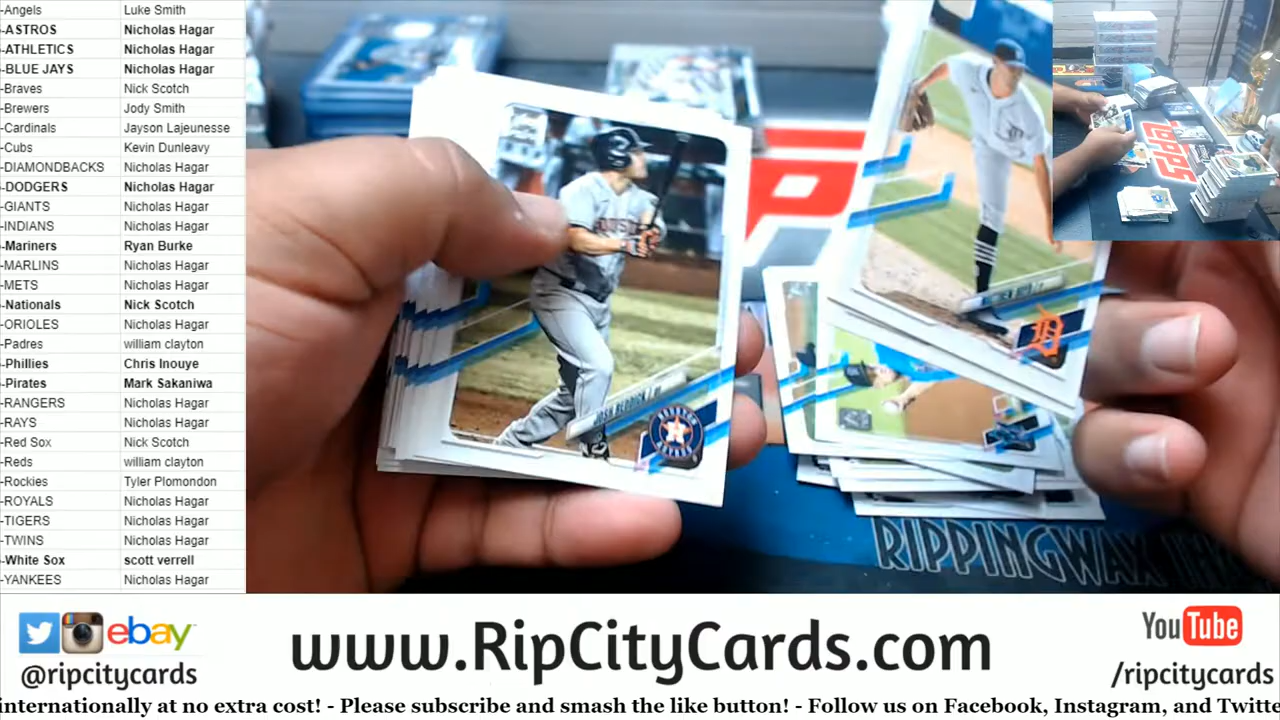 -Angels Luke Smith
-ASTROS Nicholas Hagar
-ATHLETICS Nicholas Hagar
-BLUE JAYS Nicholas Hagar
-Braves Nick Scotch
-Brewers Jody Smith
-Cardinals Jayson Lajeunesse
-Cubs Kevin Dunleavy
-DIAMONDBACKS Nicholas Hagar
-DODGERS Nicholas Hagar
-GIANTS Nicholas Hagar
-INDIANS Nicholas Hagar
-Mariners Ryan Burke
-MARLINS Nicholas Hagar
-METS Nicholas Hagar
-Nationals Nick Scotch
-ORIOLES Nicholas Hagar
-Padres william clayton
-Phillies Chris Inouye
-Pirates Mark Sakaniwa
-RANGERS Nicholas Hagar
-RAYS Nicholas Hagar
-Red Sox Nick Scotch
-Reds william clayton
-Rockies Tyler Plomondon
-ROYALS Nicholas Hagar
-TIGERS Nicholas Hagar
-TWINS Nicholas Hagar
-White Sox scott verrell
-YANKEES Nicholas Hagar
JOSH REDDICK
topps
RIPPINGWAX
ebay
@ripcitycards
www.RipCityCards.com
YouTube
/ripcitycards
internationally at no extra cost! - Please subscribe and smash the like button! - Follow us on Facebook, Instagram, and Twitte